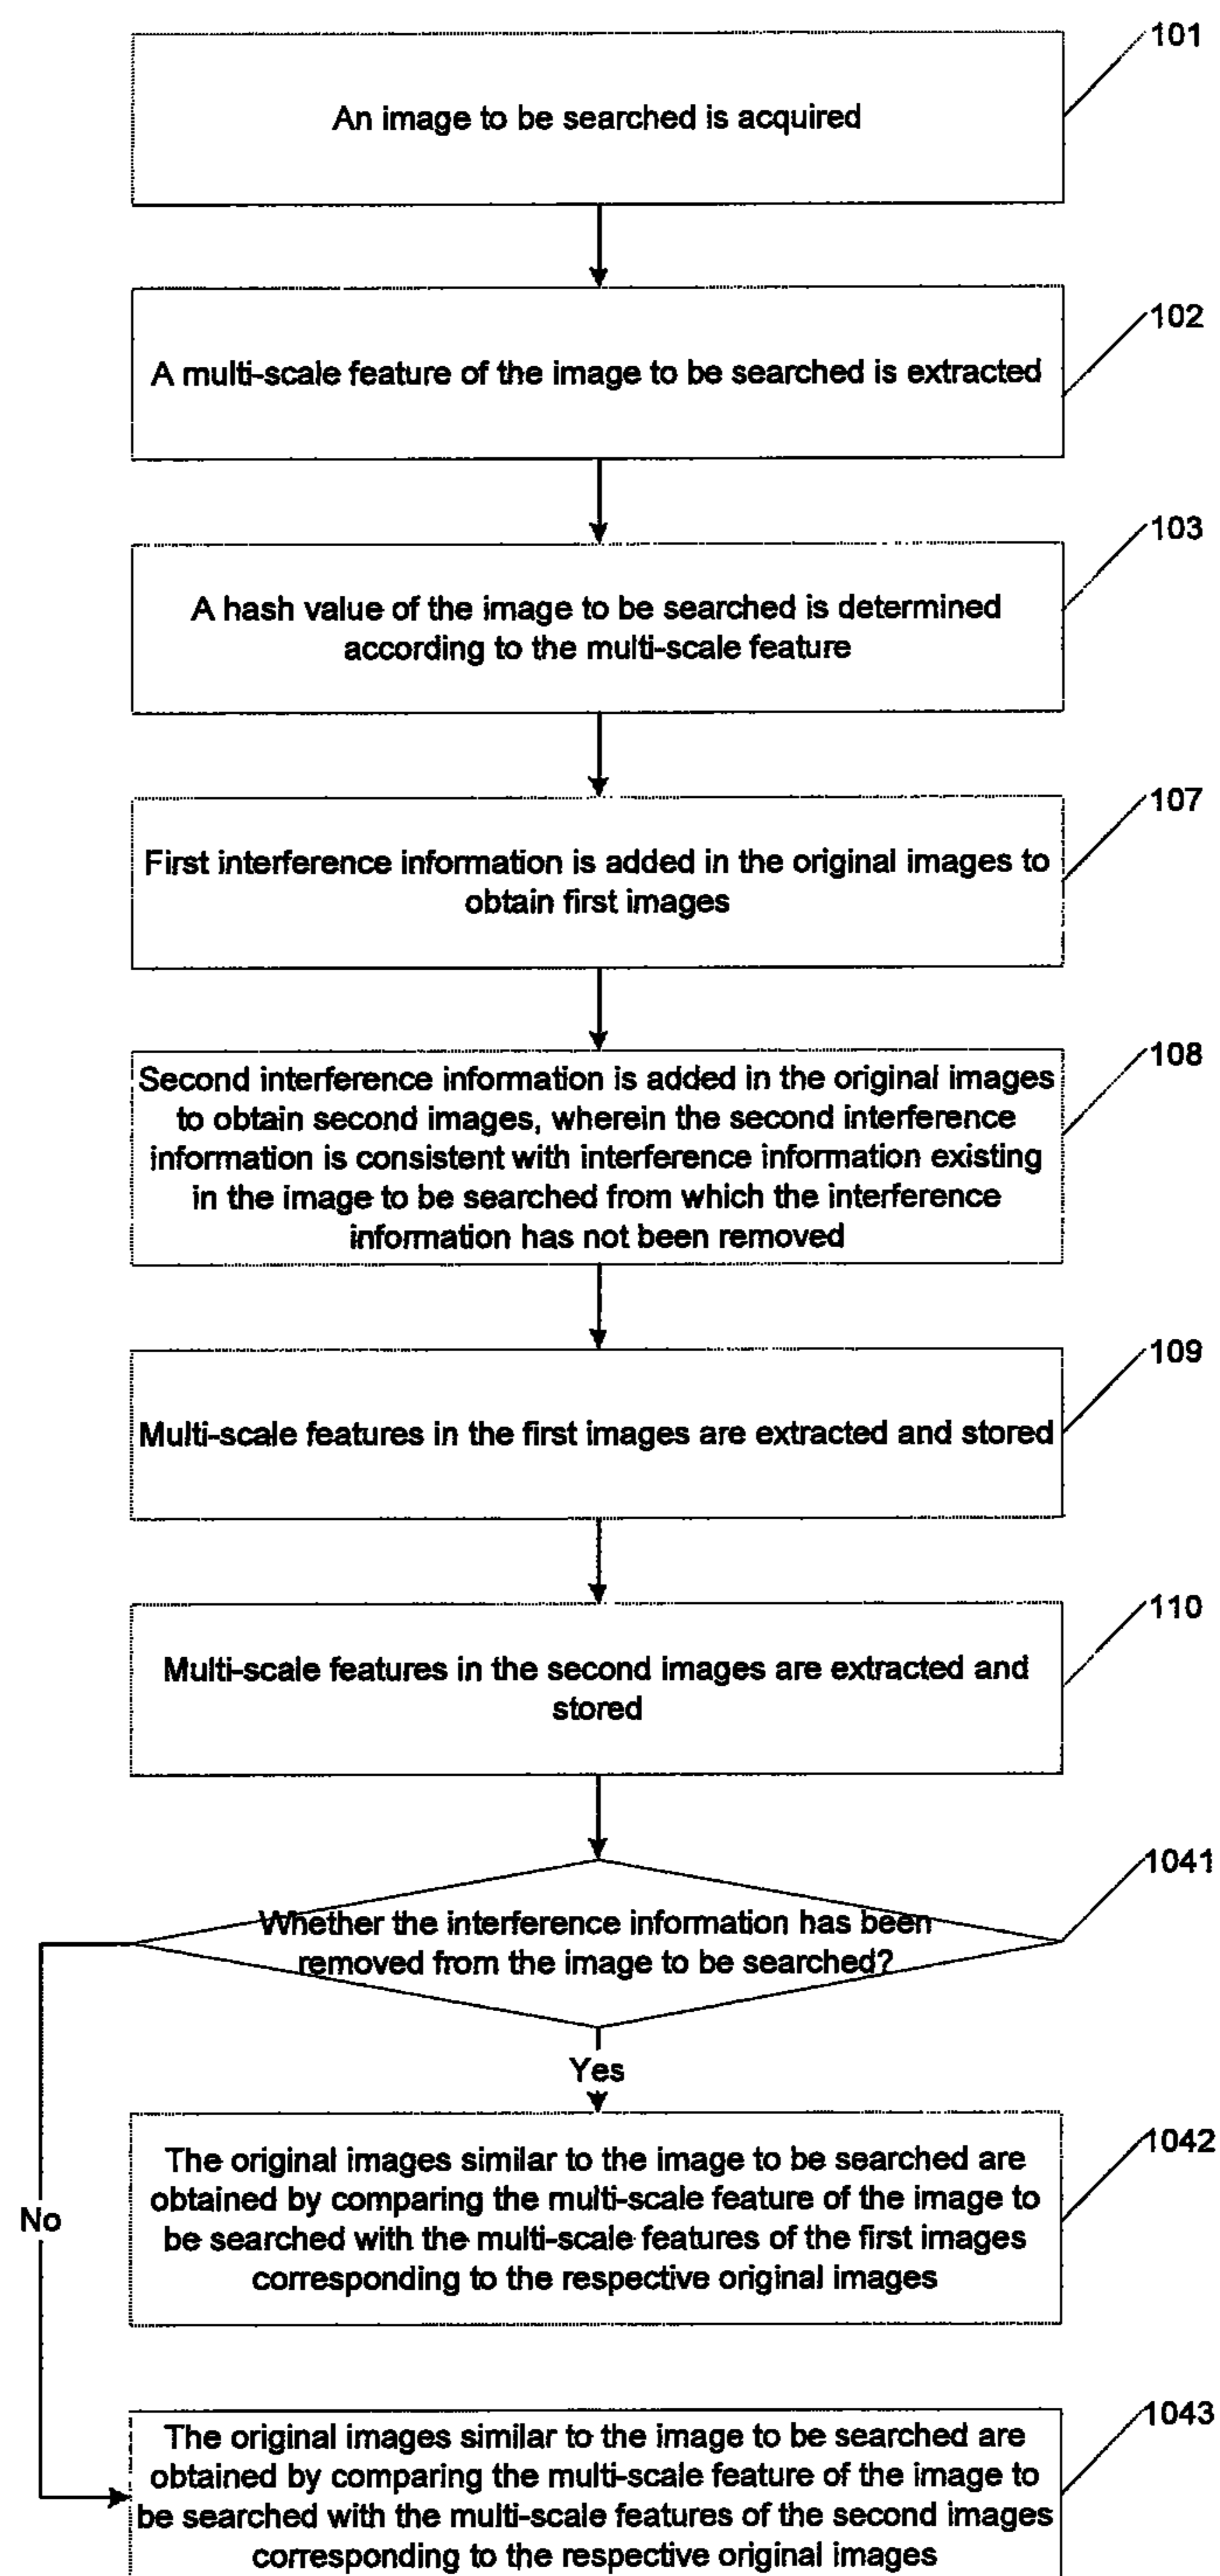 101
An image to be searched is acquired
102
A multi-scale feature of the image to be searched is extracted
103
A hash value of the image to be searched is determined
according to the multi-scale feature
107
First interference information is added in the original images to
obtain first images
108
Second interference information is added in the original images
to obtain second images, wherein the second interference
information is consistent with interference information existing
in the image to be searched from which the interference
information has not been removed
109
Multi-scale features in the first images are extracted and stored
110
Multi-scale features in the second images are extracted and
stored
1041
Whether the interference information has been
removed from the image to be searched?
Yes
1042
The original images similar to the image to be searched are
obtained by comparing the multi-scale feature of the image to
be searched with the multi-scale features of the first images
corresponding to the respective original images
No
1043
The original images similar to the image to be searched are
obtained by comparing the multi-scale feature of the image to
be searched with the multi-scale features of the second images
corresponding to the respective original images